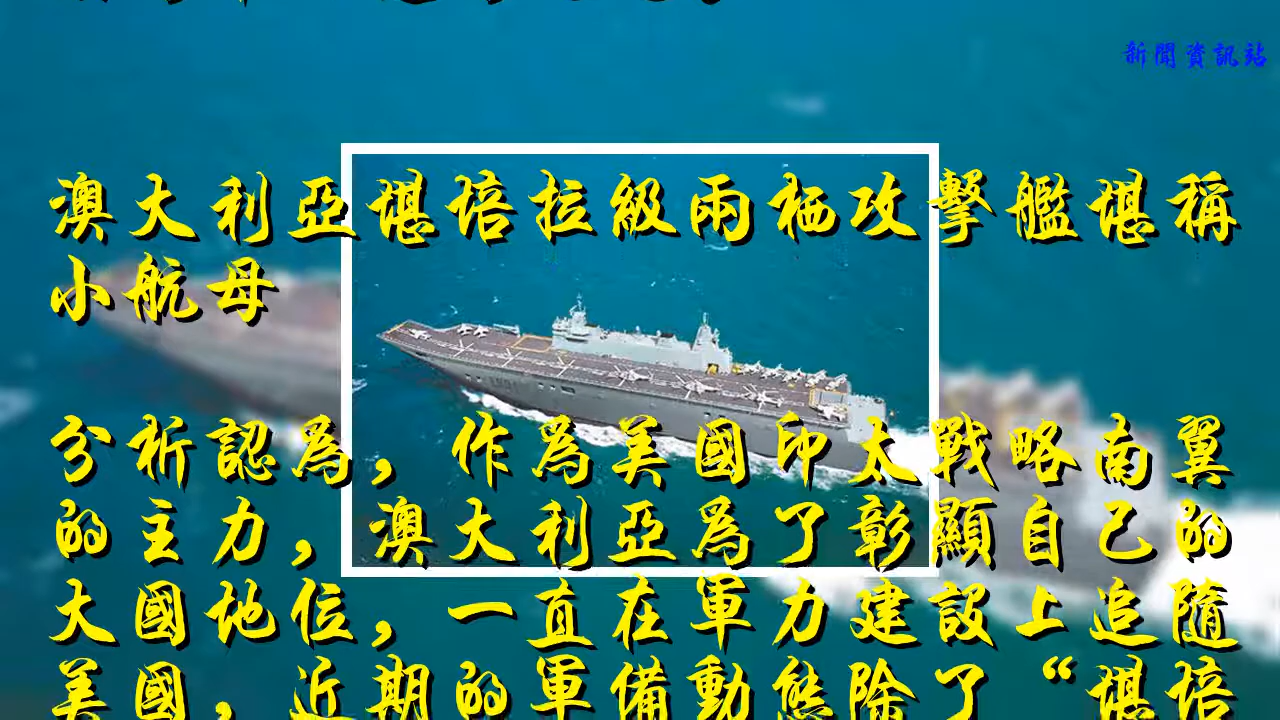 新聞資訊站
澳大利亞堪培拉級兩栖攻擊艦堪稱
小航母
分析認爲，作爲美國印太戰略南翼
的主力，澳大利亞爲了彰顯自己的
大國地位，一直在軍力建設上追隨
美國，近期的軍備動態除了“堪培